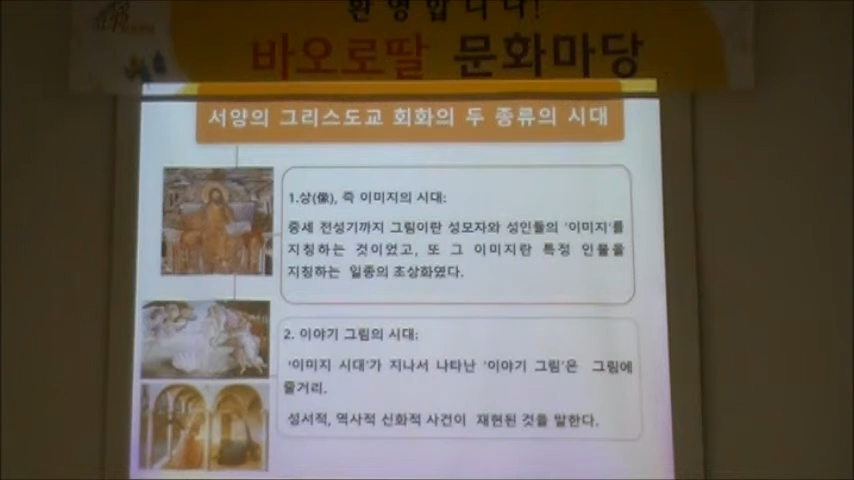 환영합니다!
바오로딸 문화마당
서양의 그리스도교 회화의 두 종류의 시대
1.상(像), 즉 이미지의 시대:
중세 전성기까지 그림이란 성모자와 성인들의 '이미지'를
지칭하는 것이었고, 또 그 이미지란 특정 인물을
지칭하는 일종의 초상화였다.
2. 이야기 그림의 시대:
'이미지 시대'가 지나서 나타난 '이야기 그림'은 그림에
줄거리.
성서적, 역사적 신화적 사건이 재현된 것을 말한다.